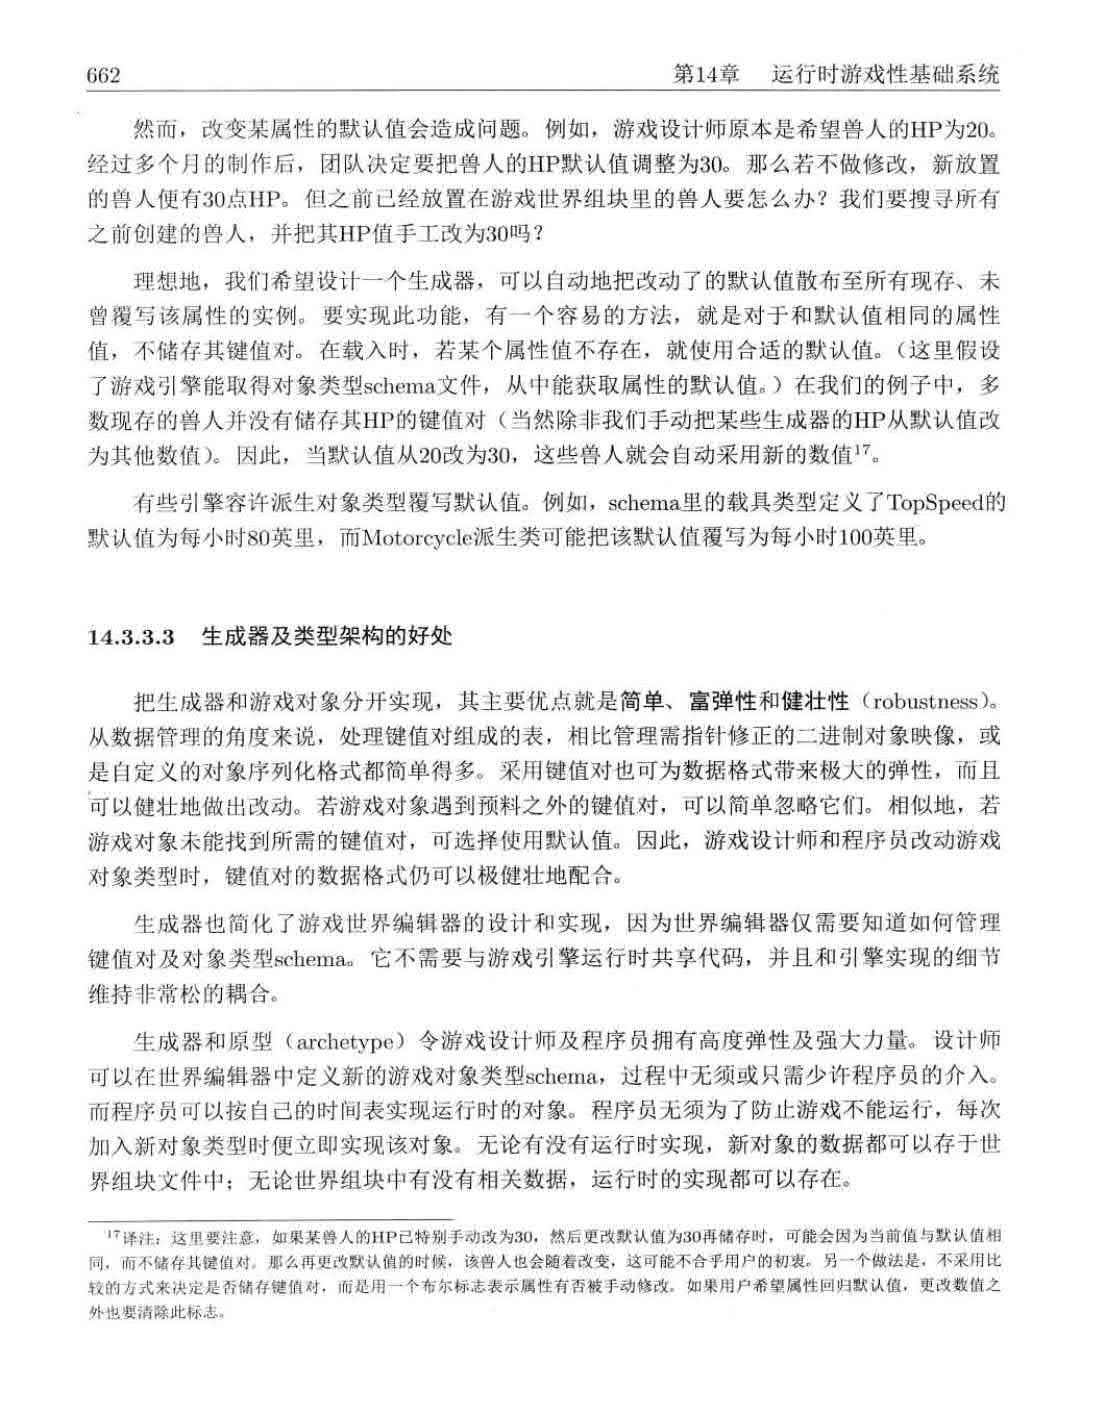 662 第14章 运行时游戏性基础系统
然而，改变某属性的默认值会造成问题。例如，游戏设计师原本是希望兽人的HP为20。
经过多个月的制作后，团队决定要把兽人的HP默认值调整为30。那么若不做修改，新放置
的兽人便有30点HP。但之前已经放置在游戏世界组块里的兽人要怎么办？我们要搜寻所有
之前创建的兽人，并把其HP值手工改为30吗？
理想地，我们希望设计一个生成器，可以自动地把改动了的默认值散布至所有现存、未
曾覆写该属性的实例。要实现此功能，有一个容易的方法，就是对于和默认值相同的属性
值，不储存其键值对。在载入时，若某个属性值不存在，就使用合适的默认值。（这里假设
了游戏引擎能取得对象类型schema文件，从中能获取属性的默认值。）在我们的例子中，多
数现存的兽人并没有储存其HP的键值对（当然除非我们手动把某些生成器的HP从默认值改
为其他数值）。因此，当默认值从20改为30，这些兽人就会自动采用新的数值17。
有些引擎容许派生对象类型覆写默认值。例如，schema里的载具类型定义了TopSpeed的
默认值为每小时80英里，而Motorcycle派生类可能把该默认值覆写为每小时100英里。
14.3.3.3 生成器及类型架构的好处
把生成器和游戏对象分开实现，其主要优点就是简单、富弹性和健壮性（robustness）。
从数据管理的角度来说，处理键值对组成的表，相比管理需指针修正的二进制对象映像，或
是自定义的对象序列化格式都简单得多。采用键值对也可为数据格式带来极大的弹性，而且
可以健壮地做出改动。若游戏对象遇到预料之外的键值对，可以简单忽略它们。相似地，若
游戏对象未能找到所需的键值对，可选择使用默认值。因此，游戏设计师和程序员改动游戏
对象类型时，键值对的数据格式仍可以极健壮地配合。
生成器也简化了游戏世界编辑器的设计和实现，因为世界编辑器仅需要知道如何管理
键值对及对象类型schema。它不需要与游戏引擎运行时共享代码，并且和引擎实现的细节
维持非常松的耦合。
生成器和原型（archetype）令游戏设计师及程序员拥有高度弹性及强大力量。设计师
可以在世界编辑器中定义新的游戏对象类型schema，过程中无须或只需少许程序员的介入。
而程序员可以按自己的时间表实现运行时的对象。程序员无须为了防止游戏不能运行，每次
加入新对象类型时便立即实现该对象。无论有没有运行时实现，新对象的数据都可以存于世
界组块文件中；无论世界组块中有没有相关数据，运行时的实现都可以存在。
17译注：这里要注意，如果某兽人的HP已特别手动改为30，然后更改默认值为30再储存时，可能会因为当前值与默认值相
同，而不储存其键值对。那么再更改默认值的时候，该兽人也会随着改变，这可能不合乎用户的初衷。另一个做法是，不采用比
较的方式来决定是否储存键值对，而是用一个布尔标志表示属性有否被手动修改。如果用户希望属性回归默认值，更改数值之
外也要清除此标志。